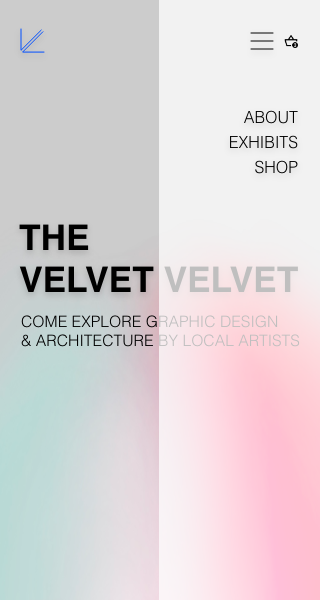 ABOUT
EXHIBITS
SHOP
THE
VELVET VELVET
COME EXPLORE GRAPHIC DESIGN
& ARCHITECTURE BY LOCAL ARTISTS